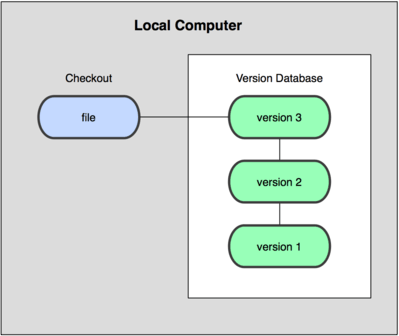 Local Computer
Checkout
Version Database
file
version 3
version 2
version 1